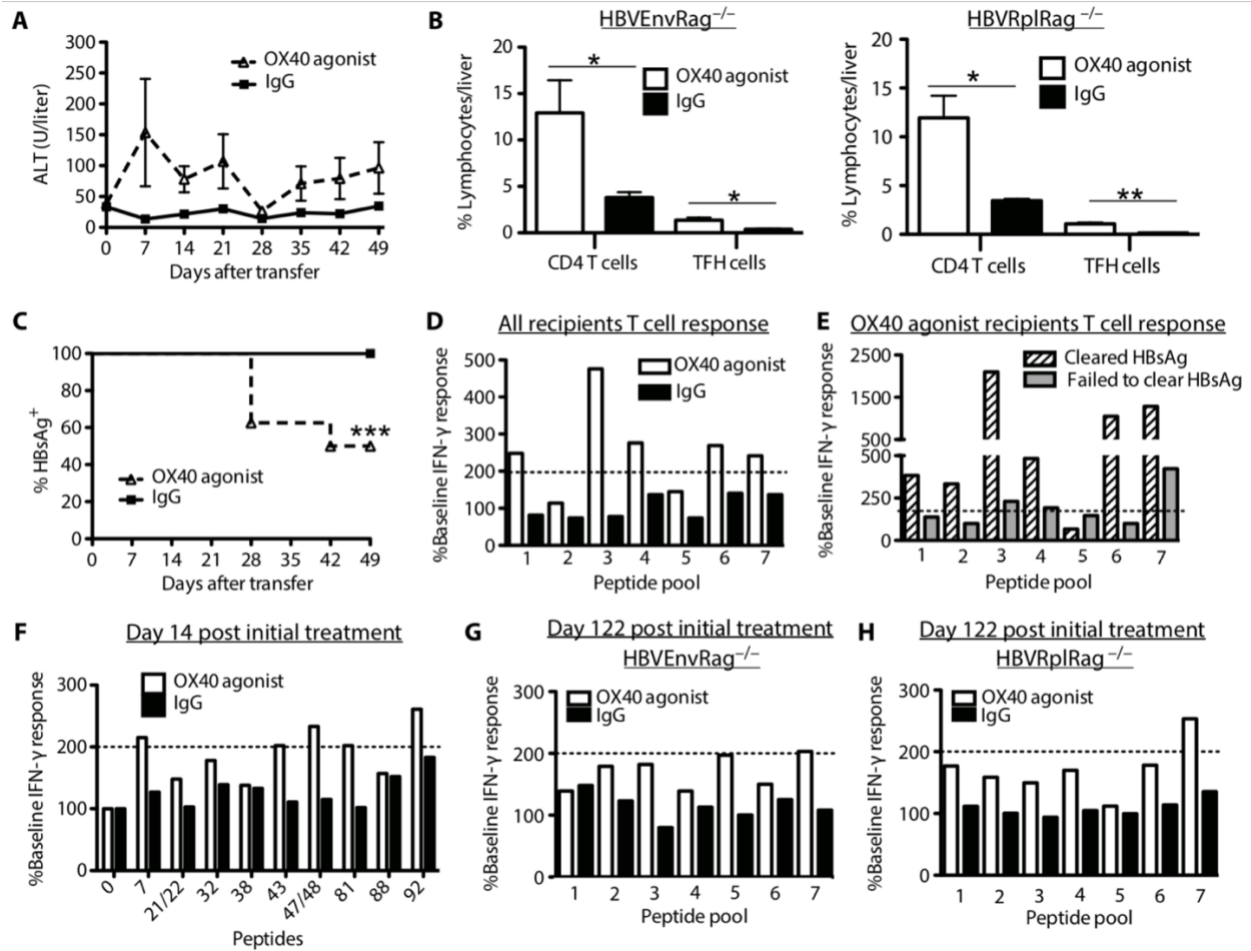 A
ALT (U/liter)
300
250
200
150
100
50
0
OX40 agonist
IgG
0 7 14 21 28 35 42 49
Days after transfer
B
HBVEnvRag−/−
% Lymphocytes/liver
20
15
10
5
0
*
*
OX40 agonist
IgG
CD4 T cells TFH cells
HBVRplRag −/−
% Lymphocytes/liver
20
15
10
5
0
*
**
OX40 agonist
IgG
CD4 T cells TFH cells
C
% HBsAg+
100
80
60
40
20
0
***
OX40 agonist
IgG
0 7 14 21 28 35 42 49
Days after transfer
D
All recipients T cell response
%Baseline IFN-γ response
500
400
300
200
100
0
OX40 agonist
IgG
1 2 3 4 5 6 7
Peptide pool
E
OX40 agonist recipients T cell response
%Baseline IFN-γ response
2500
1500
500
500
250
0
Cleared HBsAg
Failed to clear HBsAg
1 2 3 4 5 6 7
Peptide pool
F
Day 14 post initial treatment
%Baseline IFN-γ response
300
200
100
0
OX40 agonist
IgG
0 7 21/22 32 38 43 47/48 81 88 92
Peptides
G
Day 122 post initial treatment
HBVEnvRag−/−
%Baseline IFN-γ response
300
200
100
0
OX40 agonist
IgG
1 2 3 4 5 6 7
Peptide pool
H
Day 122 post initial treatment
HBVRplRag−/−
%Baseline IFN-γ response
300
200
100
0
OX40 agonist
IgG
1 2 3 4 5 6 7
Peptide pool